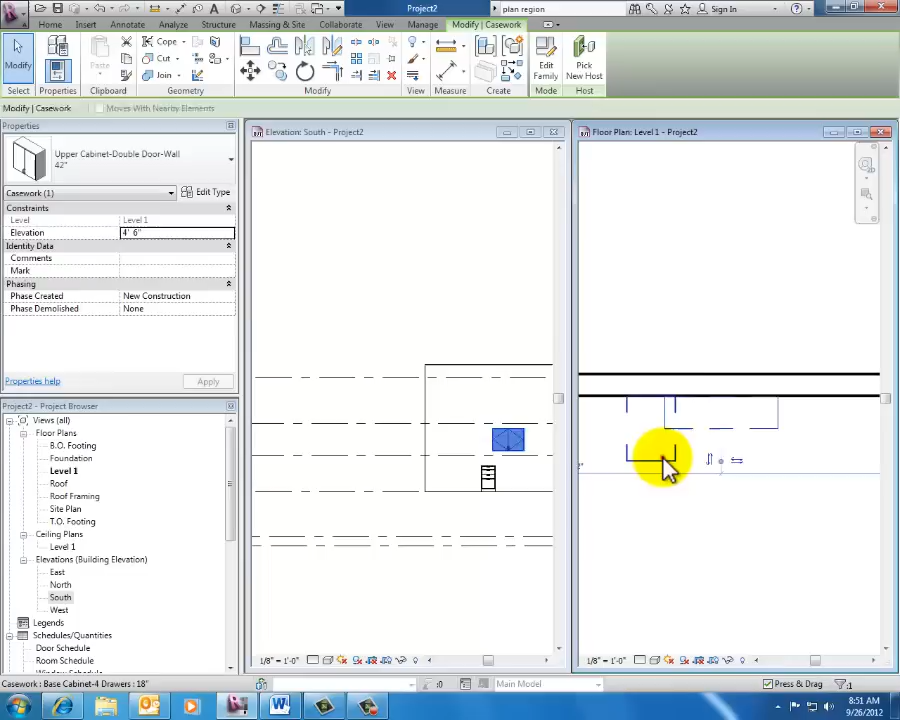 Project2
plan region
Sign In
Home Insert Annotate Analyze Structure Massing & Site Collaborate View Manage Modify | Casework
Modify
Properties
Paste
Cope
Cut
Join
Edit Family
Pick New Host
Select Properties Clipboard Geometry Modify View Measure Create Mode Host
Modify | Casework Moves With Nearby Elements
Properties
Upper Cabinet-Double Door-Wall
42"
Casework (1) Edit Type
Constraints
Level Level 1
Elevation 4' 6"
Identity Data
Comments
Mark
Phasing
Phase Created New Construction
Phase Demolished None
Properties help Apply
Project2 - Project Browser
Views (all)
Floor Plans
B.O. Footing
Foundation
Level 1
Roof
Roof Framing
Site Plan
T.O. Footing
Ceiling Plans
Level 1
Elevations (Building Elevation)
East
North
South
West
Legends
Schedules/Quantities
Door Schedule
Room Schedule
Elevation: South - Project2
1/8" = 1'-0"
Floor Plan: Level 1 - Project2
1/8" = 1'-0"
Casework : Base Cabinet-4 Drawers : 18"
:0
Main Model
Press & Drag
:1
8:51 AM
9/26/2012